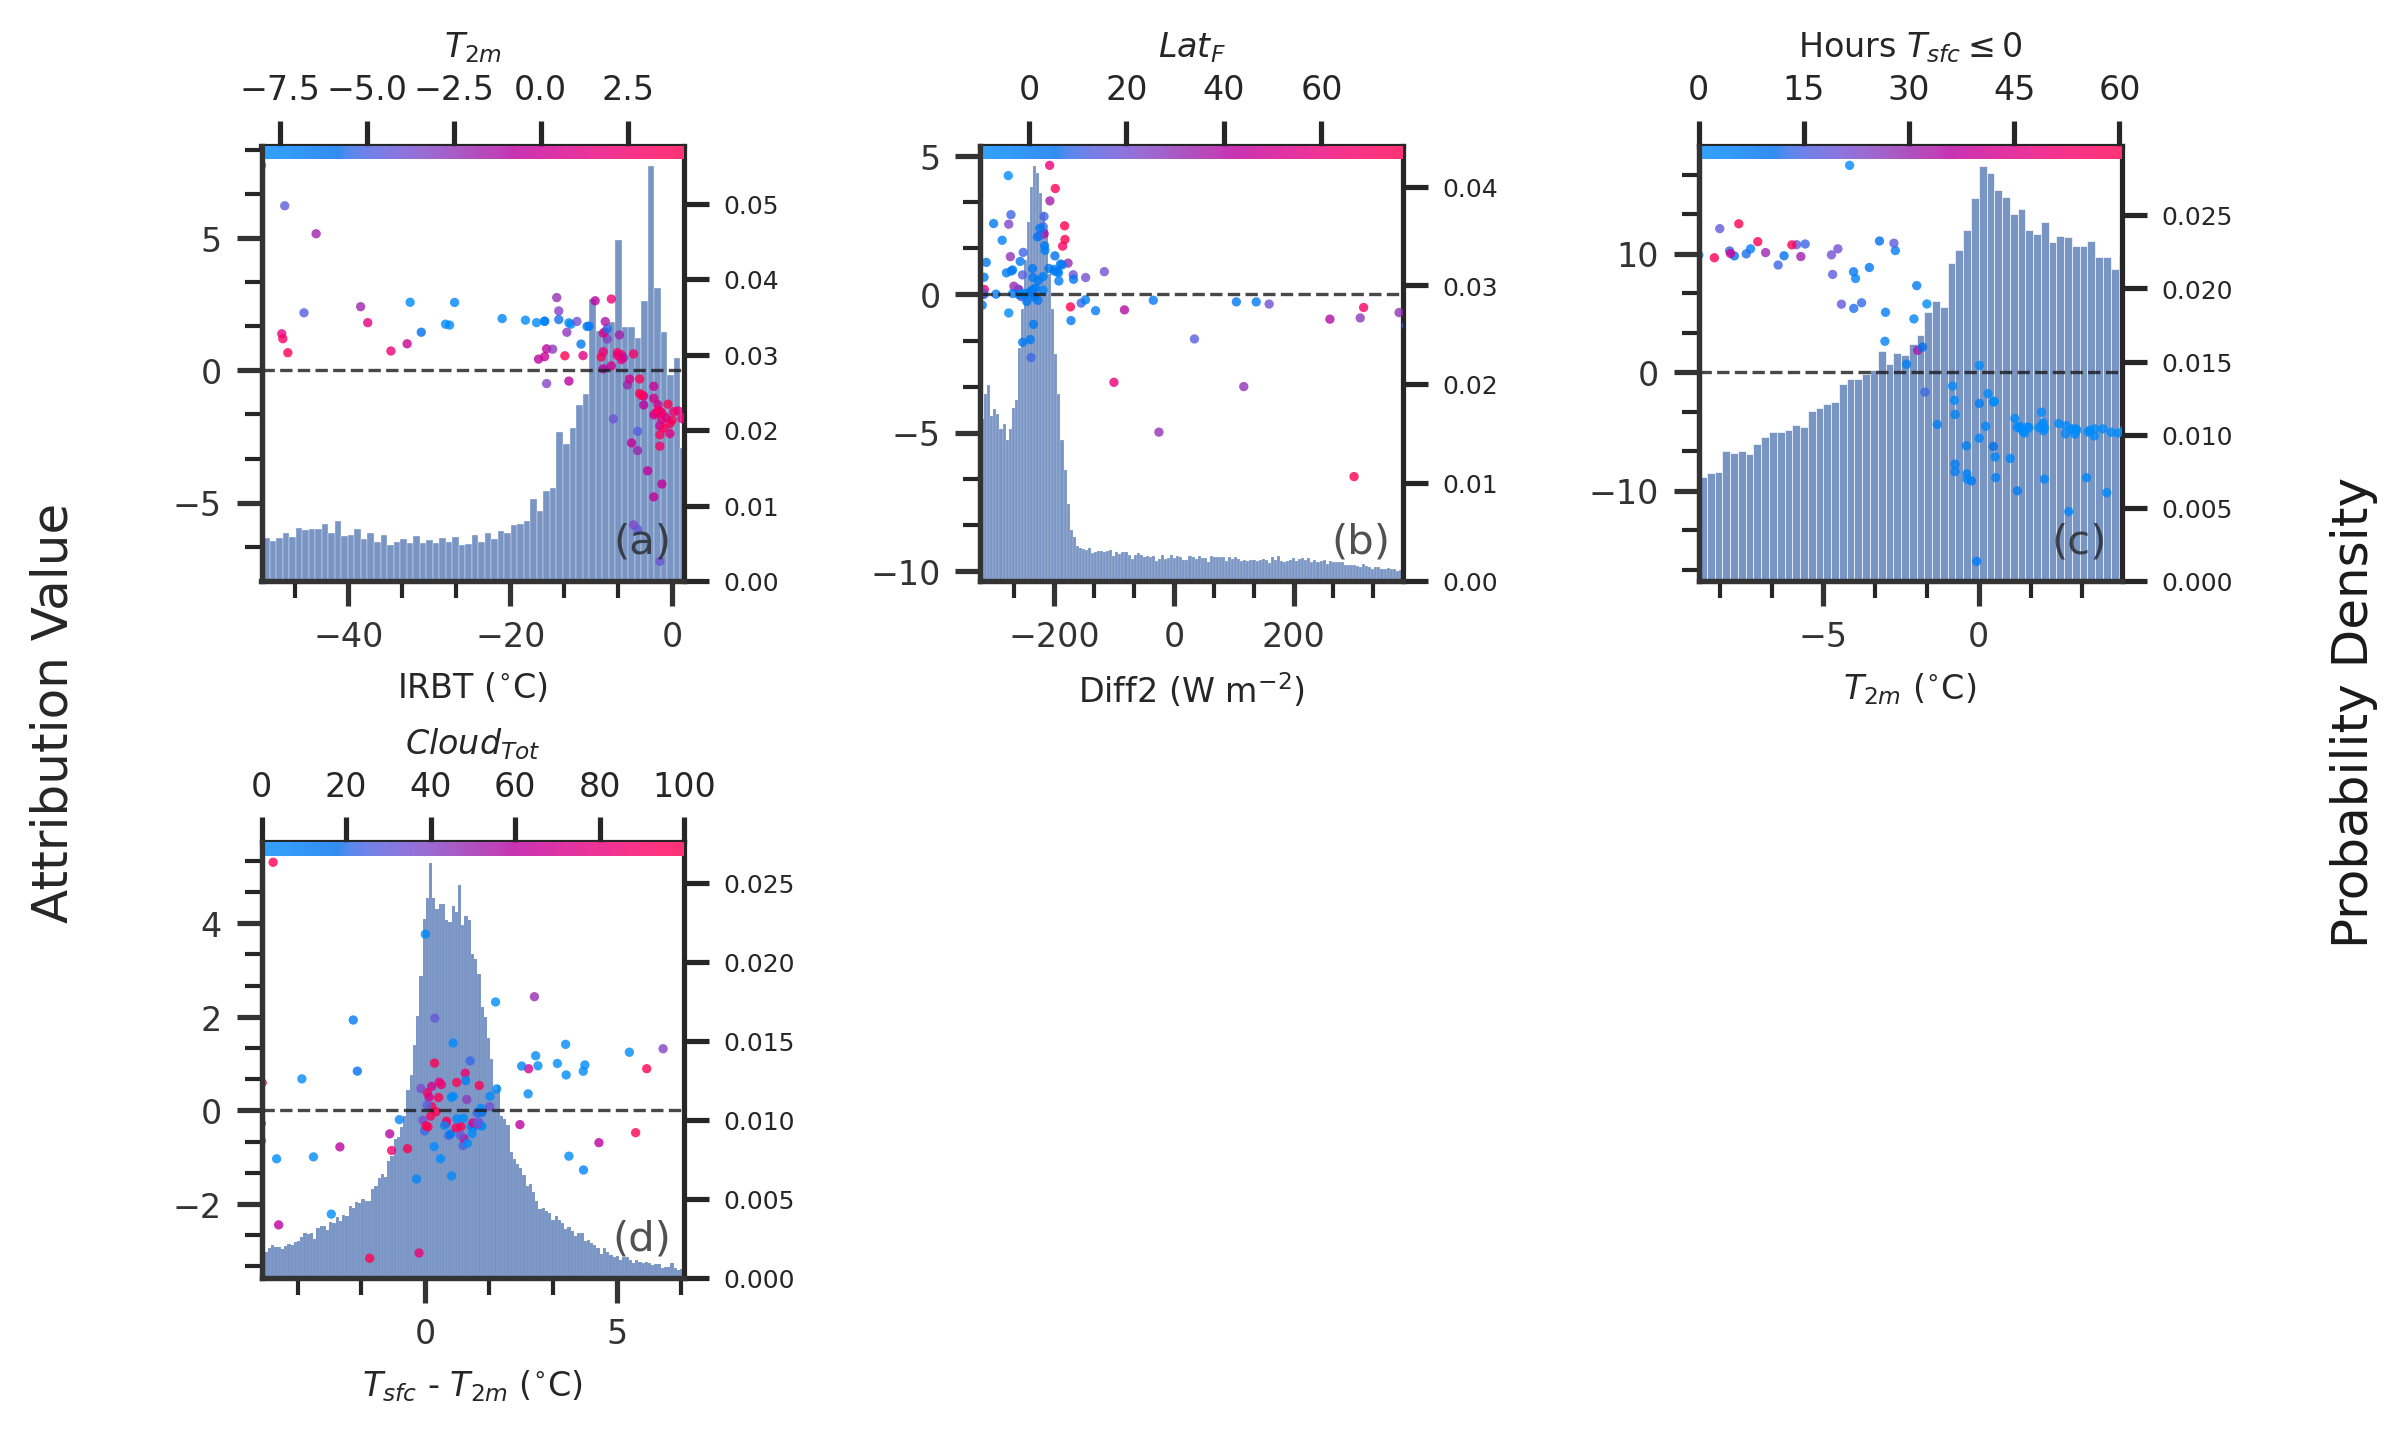 T2m
−7.5 −5.0 −2.5 0.0 2.5
5
0
−5
0.05
0.04
0.03
0.02
0.01
0.00
(a)
−40 −20 0
IRBT (°C)
LatF
0 20 40 60
5
0
−5
−10
0.04
0.03
0.02
0.01
0.00
(b)
−200 0 200
Diff2 (W m−2)
Hours Tsfc ≤ 0
0 15 30 45 60
10
0
−10
0.025
0.020
0.015
0.010
0.005
0.000
(c)
−5 0
T2m (°C)
CloudTot
0 20 40 60 80 100
4
2
0
−2
0.025
0.020
0.015
0.010
0.005
0.000
(d)
0 5
Tsfc - T2m (°C)
Attribution Value
Probability Density